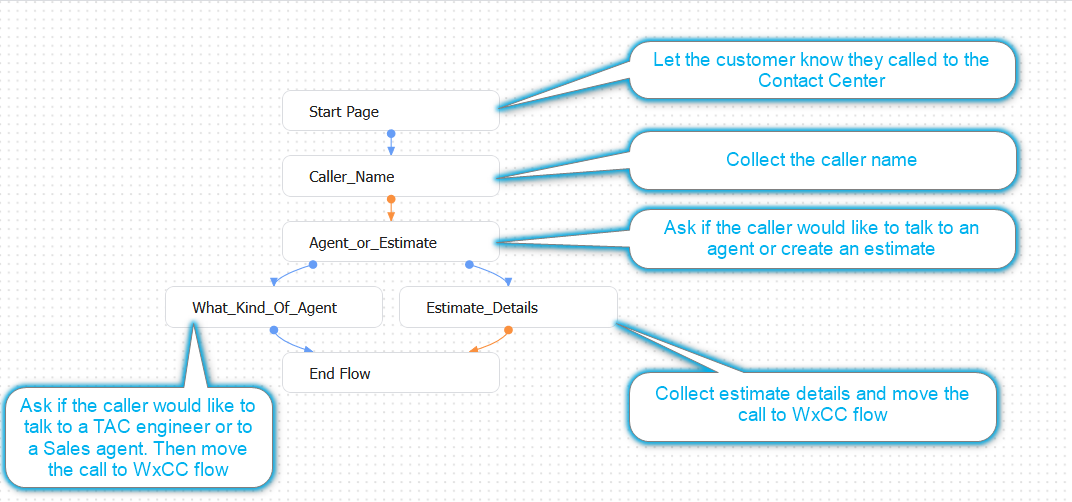 Let the customer know they called to the
Contact Center
Start Page
Collect the caller name
Caller_Name
Ask if the caller would like to talk to an
agent or create an estimate
Agent_or_Estimate
What_Kind_Of_Agent
Estimate_Details
End Flow
Collect estimate details and move the
call to WxCC flow
Ask if the caller would like to
talk to a TAC engineer or to
a Sales agent. Then move
the call to WxCC flow